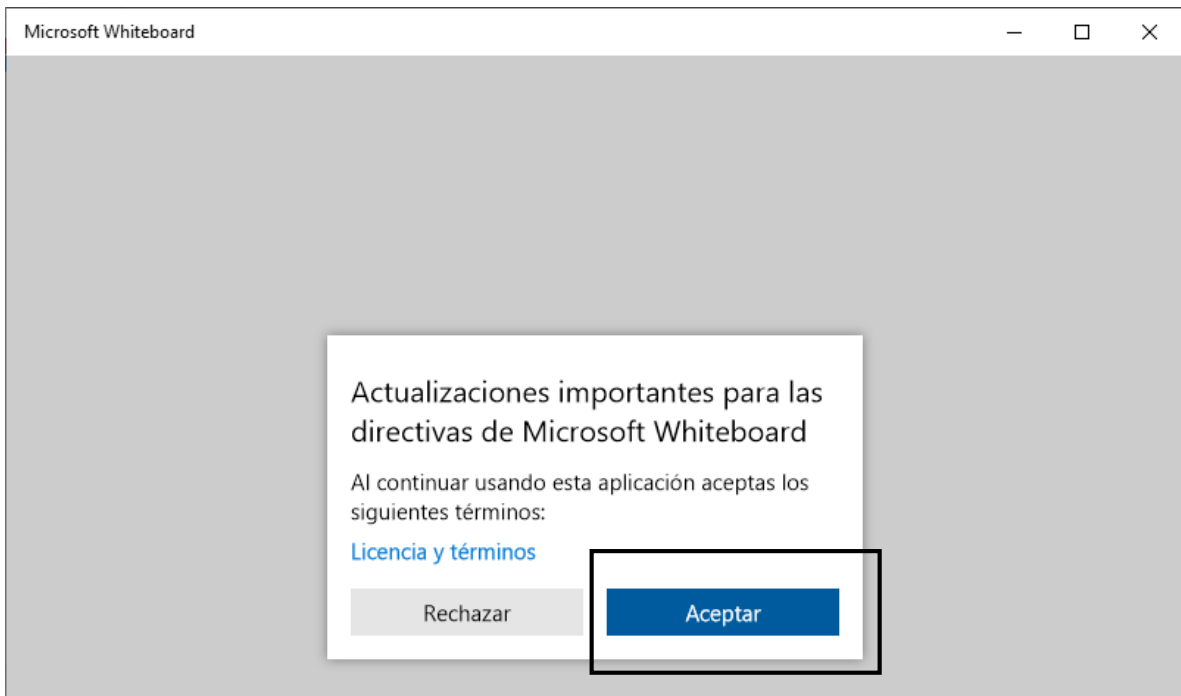 Microsoft Whiteboard
Actualizaciones importantes para las
directivas de Microsoft Whiteboard
Al continuar usando esta aplicación aceptas los
siguientes términos:
Licencia y términos
Rechazar
Aceptar